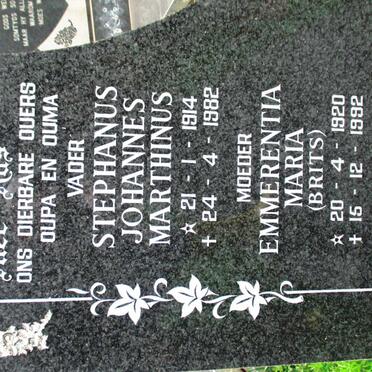 ONS DIERBARE OUERS
OUPA EN OUMA
VADER
STEPHANUS
JOHANNES
MARTHINUS
☆ 21 - 1 - 1914
✝ 24 - 4 - 1982
MOEDER
EMMERENTIA
MARIA
(BRITS)
☆ 20 - 4 - 1920
✝ 15 - 12 - 1992